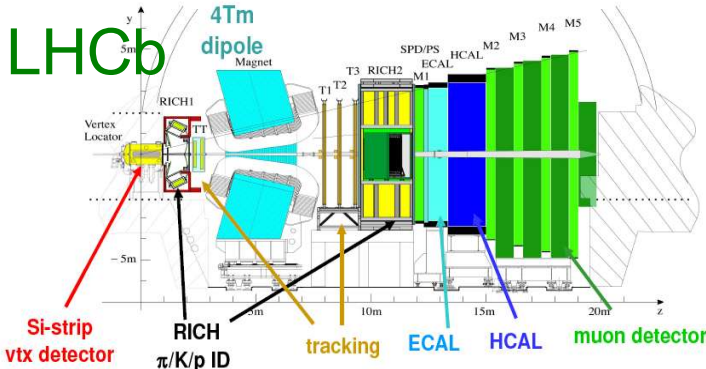 LHCb
4Tm
dipole
y
5m
Magnet
RICH1
TT
Vertex
Locator
T1 T2 T3
RICH2
SPD/PS
ECAL HCAL
M1
M2
M3
M4
M5
- 5m
5m
10m
15m
20m
z
Si-strip
vtx detector
RICH
π/K/p ID
tracking
ECAL
HCAL
muon detector